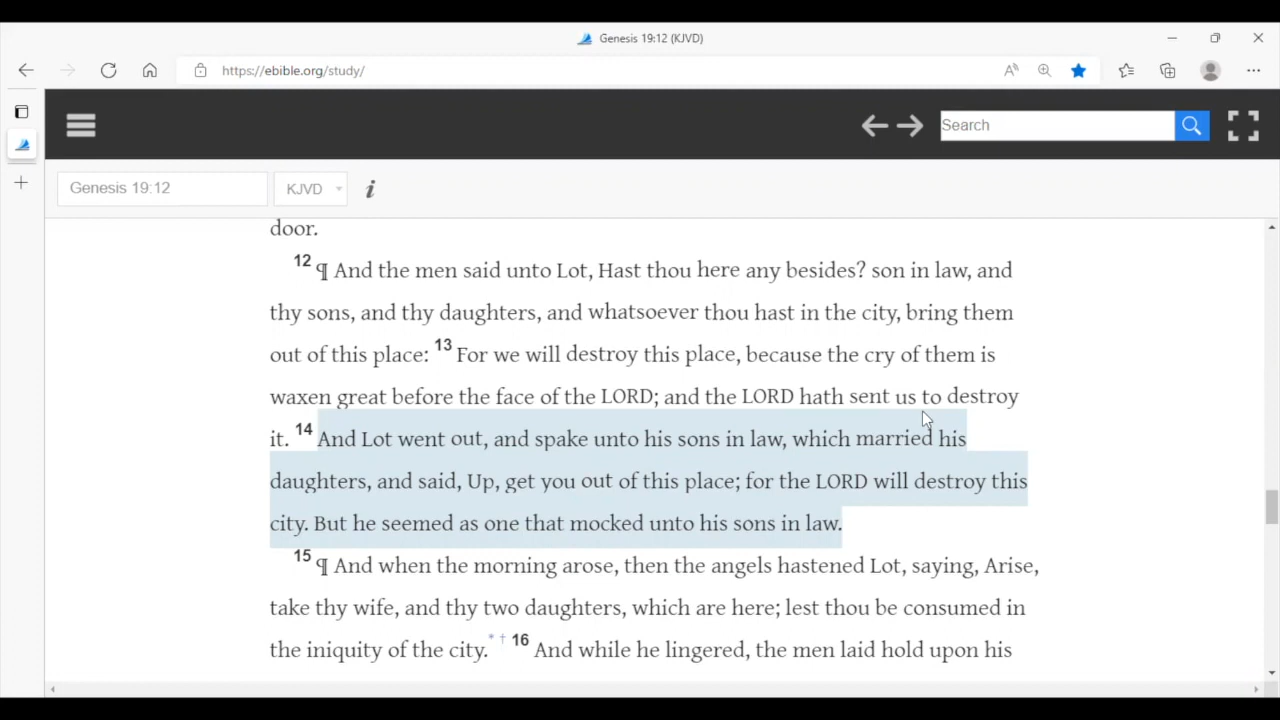 Genesis 19:12 (KJVD)
https://ebible.org/study/
Search
Genesis 19:12
KJVD
i
door.
12 ¶ And the men said unto Lot, Hast thou here any besides? son in law, and
thy sons, and thy daughters, and whatsoever thou hast in the city, bring them
out of this place: 13 For we will destroy this place, because the cry of them is
waxen great before the face of the LORD; and the LORD hath sent us to destroy
it. 14 And Lot went out, and spake unto his sons in law, which married his
daughters, and said, Up, get you out of this place; for the LORD will destroy this
city. But he seemed as one that mocked unto his sons in law.
15 ¶ And when the morning arose, then the angels hastened Lot, saying, Arise,
take thy wife, and thy two daughters, which are here; lest thou be consumed in
the iniquity of the city. * † 16 And while he lingered, the men laid hold upon his